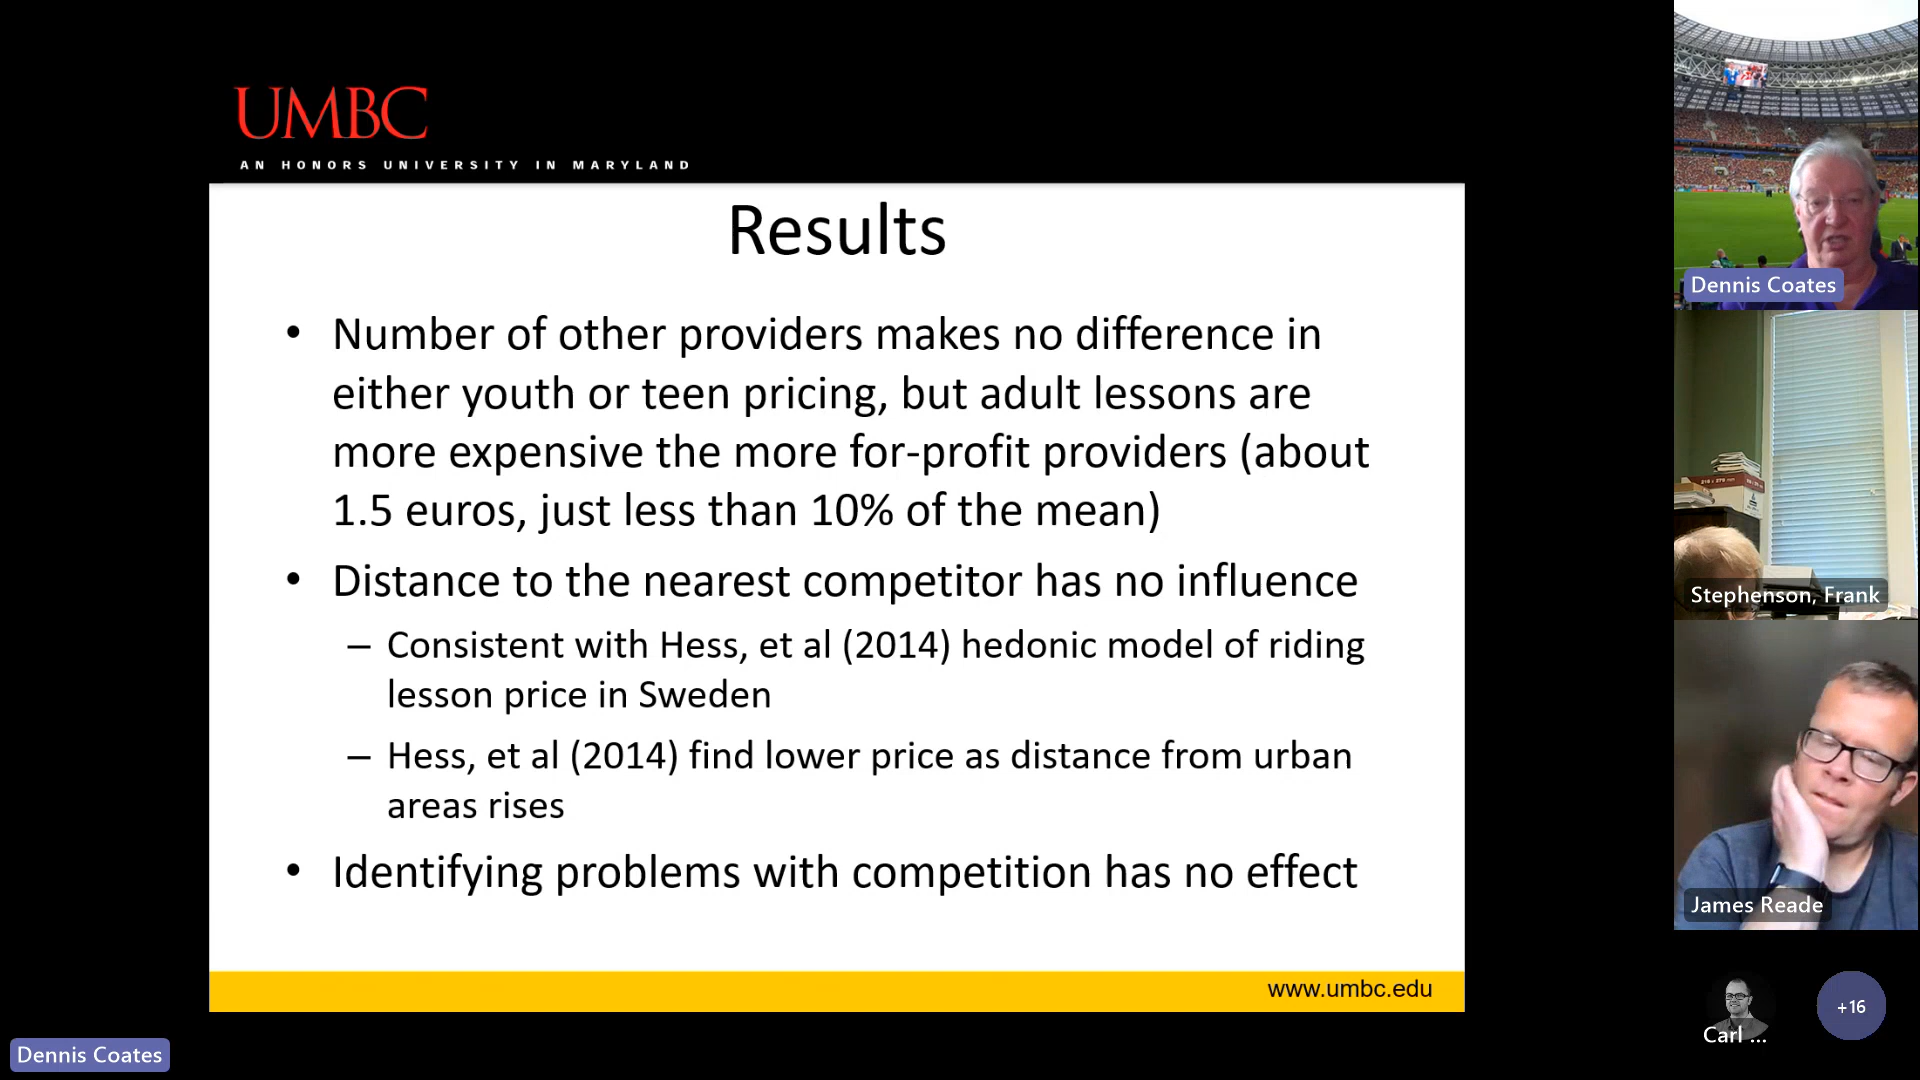 UMBC
AN HONORS UNIVERSITY IN MARYLAND
Results
• Number of other providers makes no difference in
either youth or teen pricing, but adult lessons are
more expensive the more for-profit providers (about
1.5 euros, just less than 10% of the mean)
• Distance to the nearest competitor has no influence
– Consistent with Hess, et al (2014) hedonic model of riding
lesson price in Sweden
– Hess, et al (2014) find lower price as distance from urban
areas rises
• Identifying problems with competition has no effect
www.umbc.edu
Dennis Coates
Dennis Coates
Stephenson, Frank
James Reade
Carl ...
+16